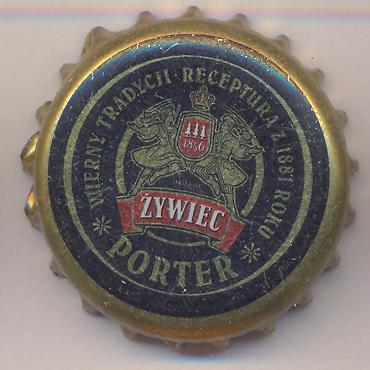 WIERNY TRADYCJI · RECEPTURA Z 1881 ROKU
1856
ŻYWIEC
* PORTER *